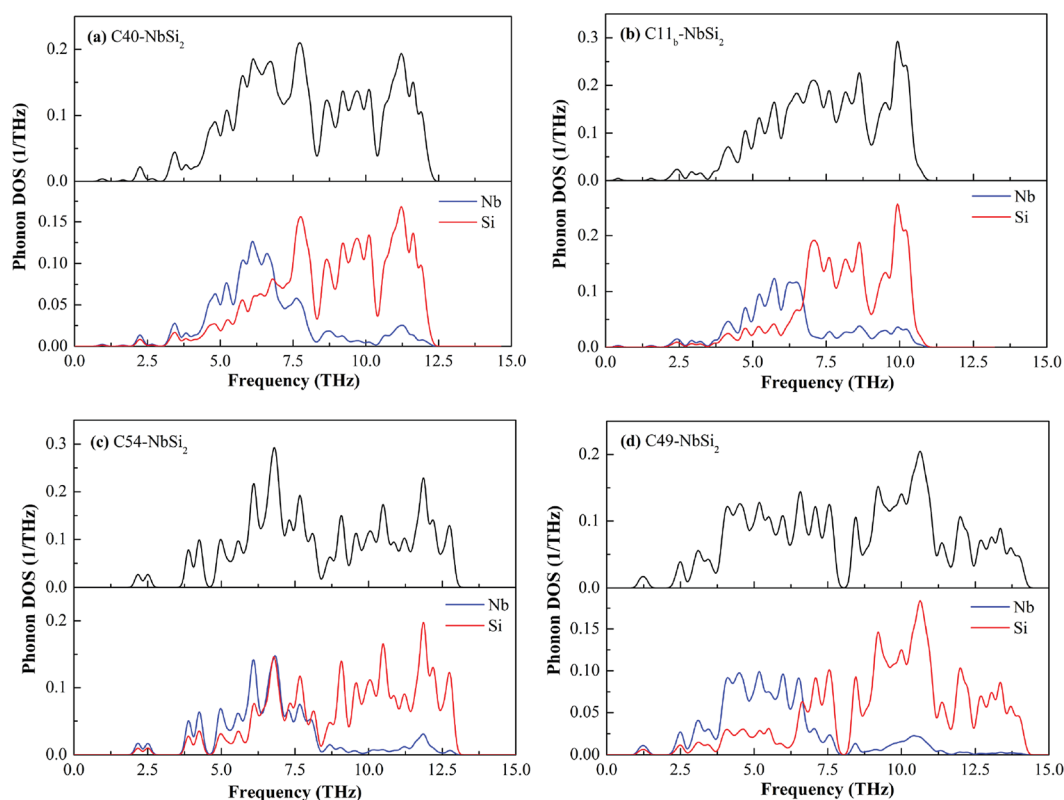 (a) C40-NbSi2
0.2
0.1
0.0
Nb
Si
0.15
0.10
0.05
0.00
0.0 2.5 5.0 7.5 10.0 12.5 15.0
Frequency (THz)
Phonon DOS (1/THz)
(b) C11b-NbSi2
0.3
0.2
0.1
0.0
Nb
Si
0.3
0.2
0.1
0.0
0.0 2.5 5.0 7.5 10.0 12.5 15.0
Frequency (THz)
Phonon DOS (1/THz)
(c) C54-NbSi2
0.3
0.2
0.1
0.0
Nb
Si
0.2
0.1
0.0
0.0 2.5 5.0 7.5 10.0 12.5 15.0
Frequency (THz)
Phonon DOS (1/THz)
(d) C49-NbSi2
0.2
0.1
0.0
Nb
Si
0.15
0.10
0.05
0.00
0.0 2.5 5.0 7.5 10.0 12.5 15.0
Frequency (THz)
Phonon DOS (1/THz)